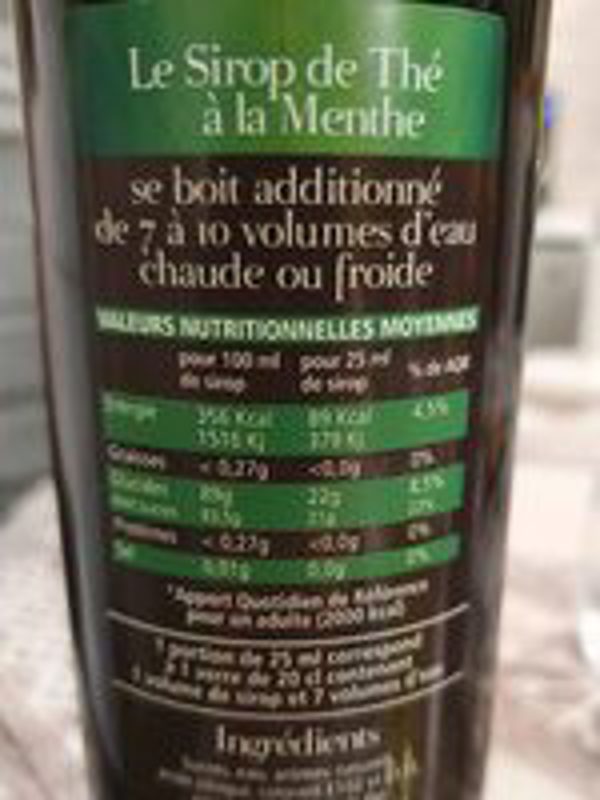 Le Sirop de Thé
à la Menthe
se boit additionné
de 7 à 10 volumes d'eau
chaude ou froide
VALEURS NUTRITIONNELLES MOYENNES
pour 100 ml pour 25 ml % de AQR
de sirop de sirop
Energie 356 Kcal 89 Kcal 4,5%
1516 KJ 379 KJ
Graisses < 0,27g <0,0g 0%
Glucides 89g 22g 8,5%
21g
Protéines < 0,27g <0,0g 0%
Sel 0,01g 0,0g 0%
*Apport Quotidien de Référence
pour un adulte (2000 kcal)
1 portion de 25 ml correspond
à 1 verre de 20 cl contenant
1 volume de sirop et 7 volumes d'eau
Ingrédients